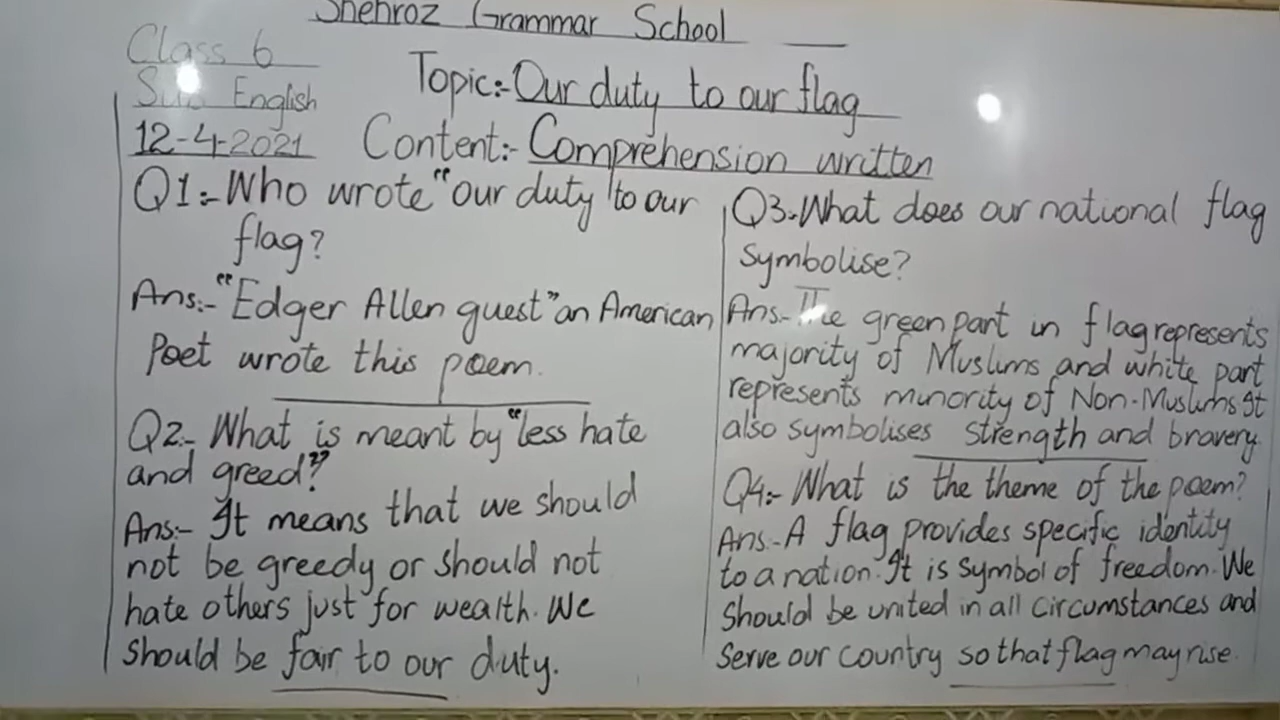 Shehroz Grammar School
Class 6
Sub English
12-4-2021
Topic:- Our duty to our flag
Content:- Comprehension written
Q1:- Who wrote "our duty to our
flag?
Ans:- "Edger Allen guest" an American
Poet wrote this poem.
Q2:- What is meant by "less hate
and greed?"
Ans:- It means that we should
not be greedy or should not
hate others just for wealth. We
should be fair to our duty.
Q3. What does our national flag
symbolise?
Ans- The green part in flag represents
majority of Muslims and white part
represents minority of Non-Muslims It
also symbolises strength and bravery.
Q4:- What is the theme of the poem?
Ans- A flag provides specific identity
to a nation. It is symbol of freedom. We
should be united in all circumstances and
serve our country so that flag may rise.